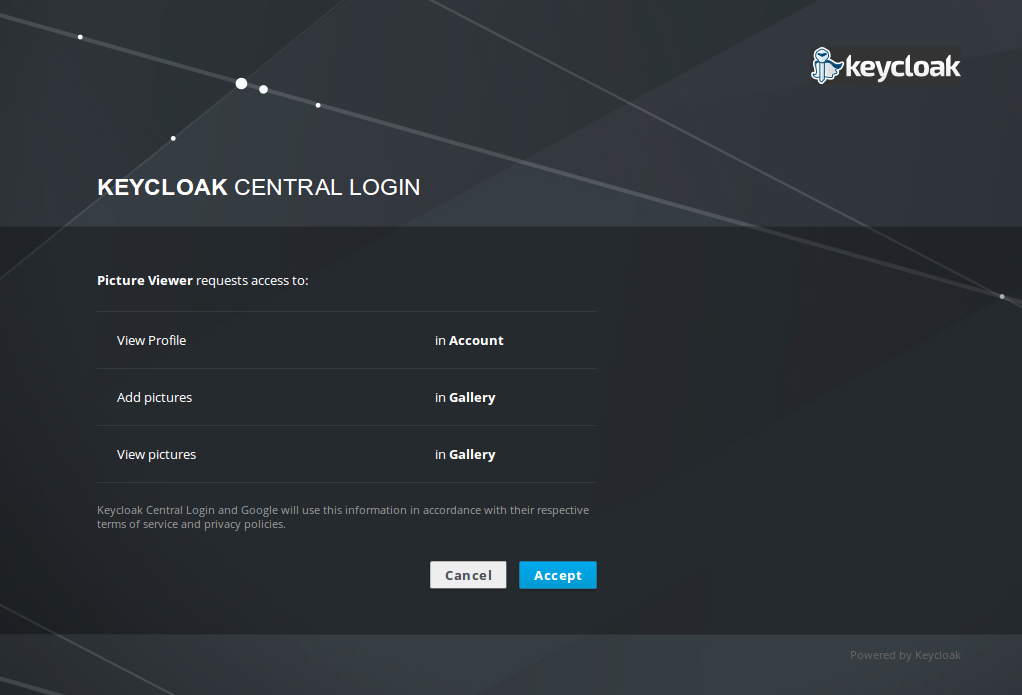 keycloak
KEYCLOAK CENTRAL LOGIN
Picture Viewer requests access to:
View Profile in Account
Add pictures in Gallery
View pictures in Gallery
Keycloak Central Login and Google will use this information in accordance with their respective
terms of service and privacy policies.
Cancel Accept
Powered by Keycloak